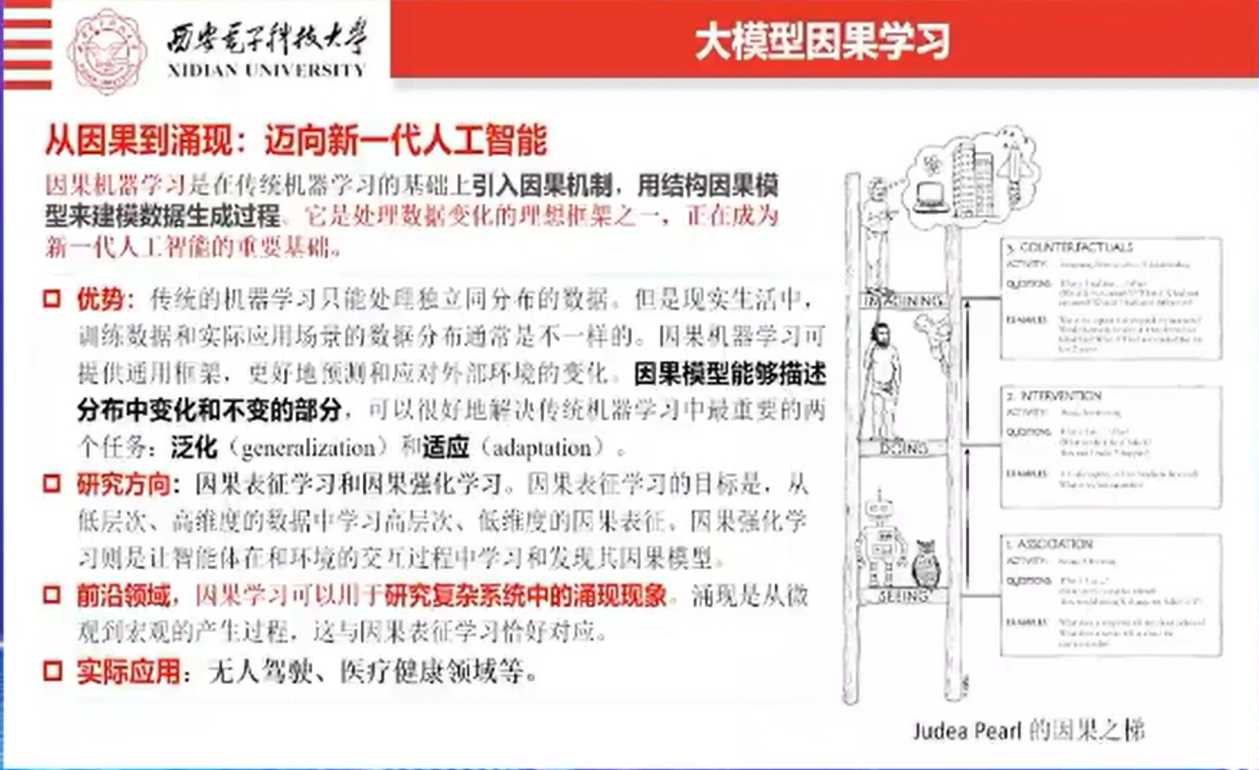 西安电子科技大学
XIDIAN UNIVERSITY
大模型因果学习
从因果到涌现：迈向新一代人工智能
因果机器学习是在传统机器学习的基础上引入因果机制，用结构因果模
型来建模数据生成过程。它是处理数据变化的理想框架之一，正在成为
新一代人工智能的重要基础。
优势：传统的机器学习只能处理独立同分布的数据。但是现实生活中，
训练数据和实际应用场景的数据分布通常是不一样的。因果机器学习可
提供通用框架，更好地预测和应对外部环境的变化。因果模型能够描述
分布中变化和不变的部分，可以很好地解决传统机器学习中最重要的两
个任务：泛化（generalization）和适应（adaptation）。
研究方向：因果表征学习和因果强化学习。因果表征学习的目标是，从
低层次、高维度的数据中学习高层次、低维度的因果表征。因果强化学
习则是让智能体在和环境的交互过程中学习和发现其因果模型。
前沿领域，因果学习可以用于研究复杂系统中的涌现现象。涌现是从微
观到宏观的产生过程，这与因果表征学习恰好对应。
实际应用：无人驾驶、医疗健康领域等。
IMAGINING
DOING
SEEING
3. COUNTERFACTUALS
ACTIVITY:
QUESTIONS:
EXAMPLES:
2. INTERVENTION
ACTIVITY:
QUESTIONS:
EXAMPLES:
1. ASSOCIATION
ACTIVITY:
QUESTIONS:
EXAMPLES:
Judea Pearl 的因果之梯